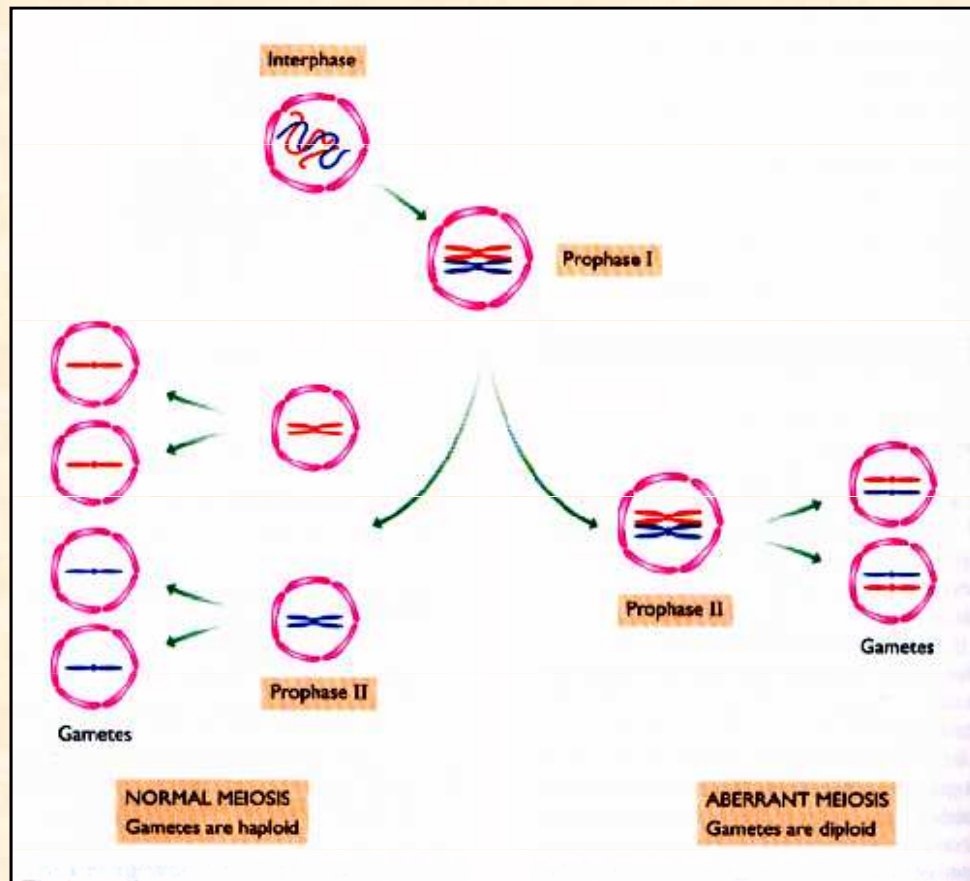 Interphase
Prophase I
Prophase II
Gametes
Prophase II
Gametes
NORMAL MEIOSIS
Gametes are haploid
ABERRANT MEIOSIS
Gametes are diploid